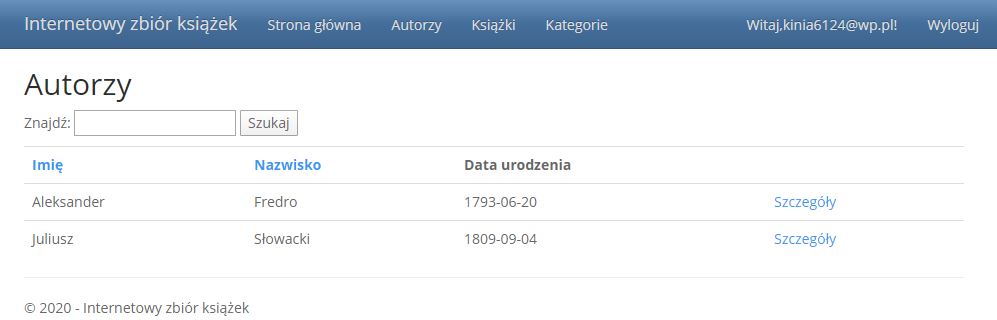 Internetowy zbiór książek Strona główna Autorzy Książki Kategorie Witaj,kinia6124@wp.pl! Wyloguj
Autorzy
Znajdź: Szukaj
Imię Nazwisko Data urodzenia
Aleksander Fredro 1793-06-20 Szczegóły
Juliusz Słowacki 1809-09-04 Szczegóły
© 2020 - Internetowy zbiór książek